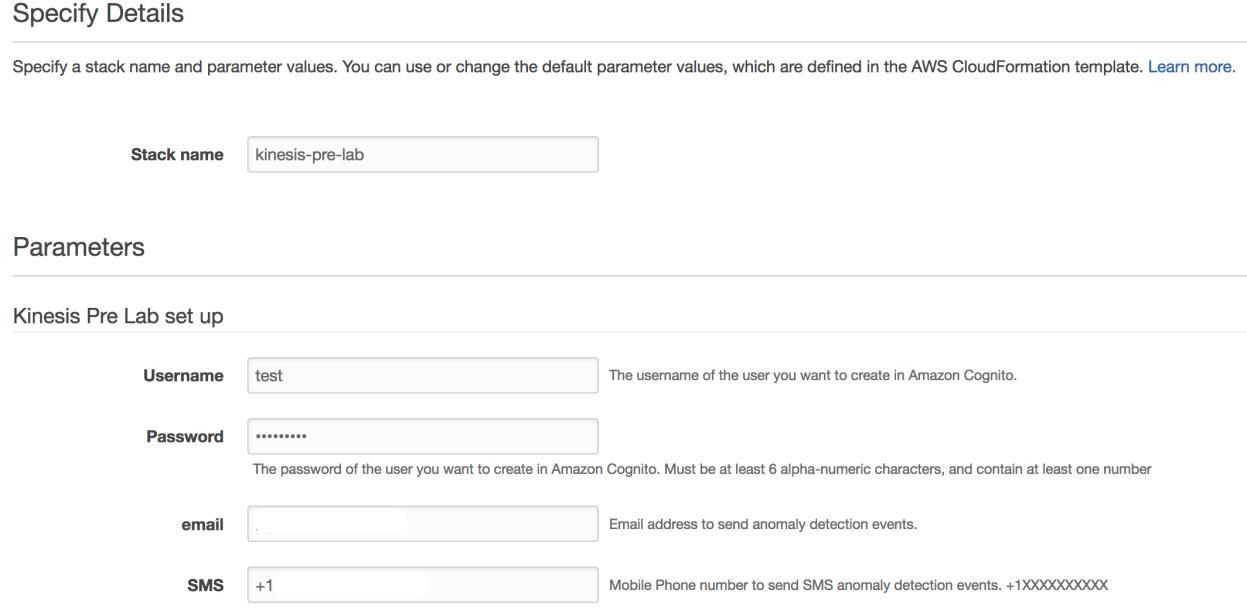 Specify Details
Specify a stack name and parameter values. You can use or change the default parameter values, which are defined in the AWS CloudFormation template. Learn more.
Stack name kinesis-pre-lab
Parameters
Kinesis Pre Lab set up
Username test The username of the user you want to create in Amazon Cognito.
Password •••••••••
The password of the user you want to create in Amazon Cognito. Must be at least 6 alpha-numeric characters, and contain at least one number
email Email address to send anomaly detection events.
SMS +1 Mobile Phone number to send SMS anomaly detection events. +1XXXXXXXXXX